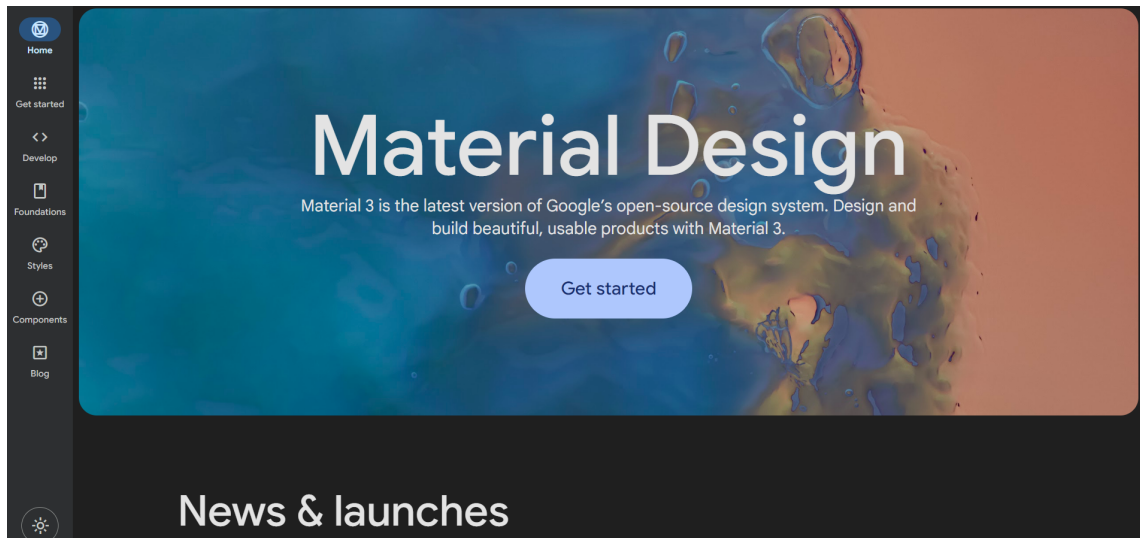 Home
Get started
Develop
Foundations
Styles
Components
Blog
Material Design
Material 3 is the latest version of Google's open-source design system. Design and
build beautiful, usable products with Material 3.
Get started
News & launches